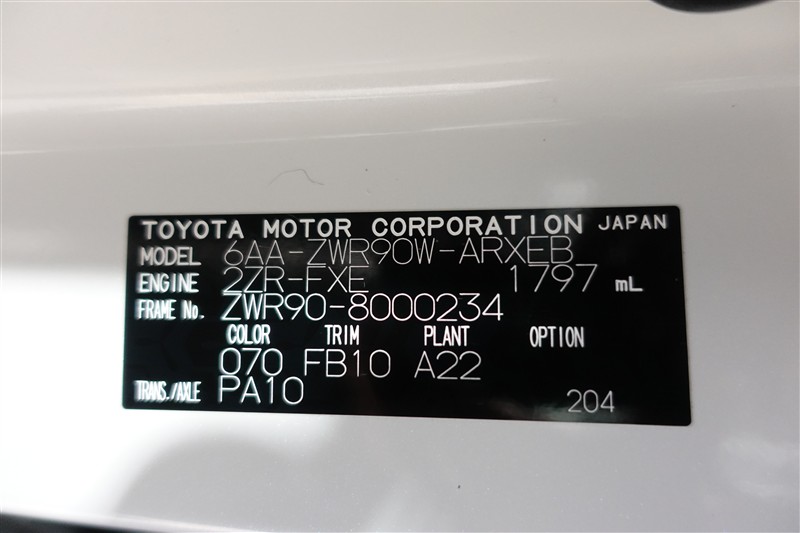 TOYOTA MOTOR CORPORATION JAPAN
MODEL 6AA-ZWR90W-ARXEB
ENGINE 2ZR-FXE 1797 mL
FRAME No. ZWR90-8000234
COLOR TRIM PLANT OPTION
070 FB10 A22
TRANS./AXLE PA10 204